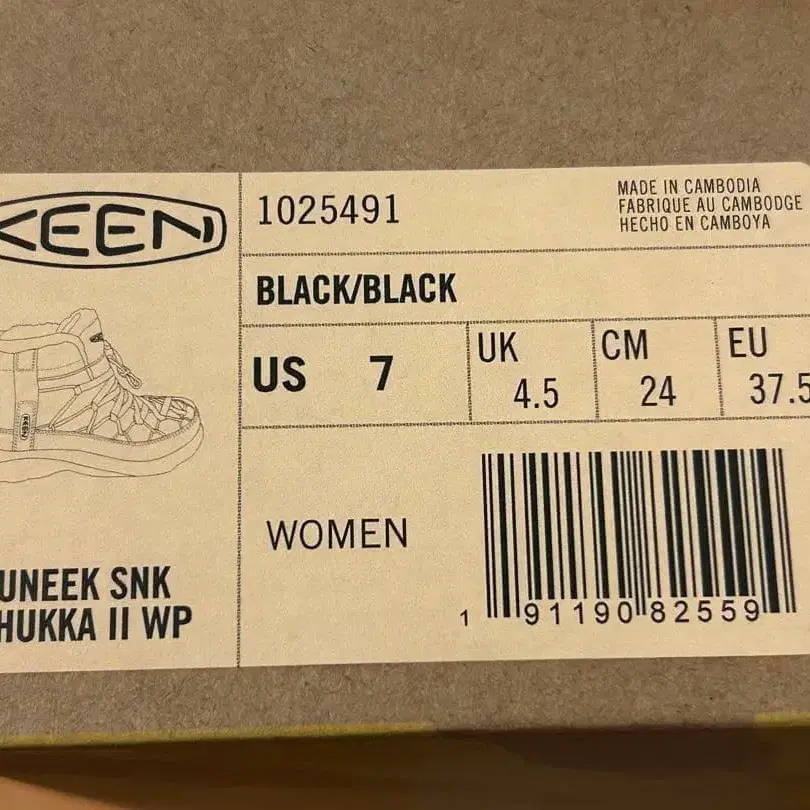 KEEN
1025491
MADE IN CAMBODIA
FABRIQUE AU CAMBODGE
HECHO EN CAMBOYA
BLACK/BLACK
US 7
UK 4.5
CM 24
EU 37.5
KEEN
WOMEN
UNEEK SNK
HUKKA II WP
1 91190 82559